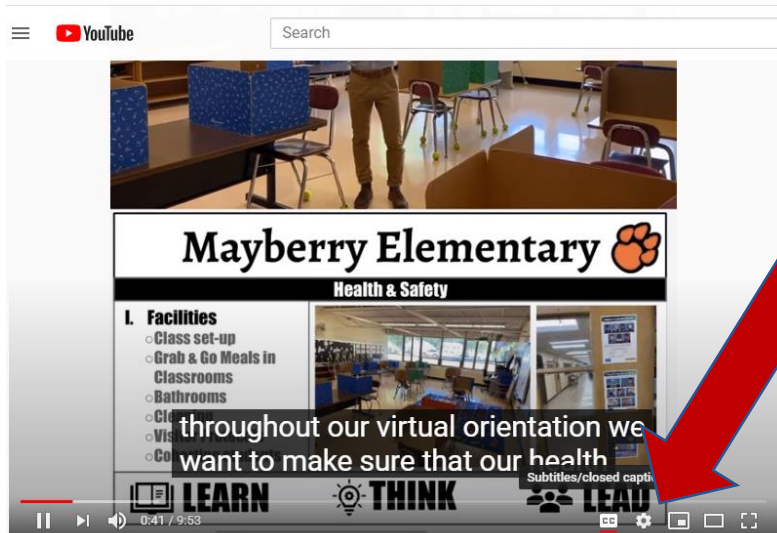 YouTube
Search
Mayberry Elementary
Health & Safety
I. Facilities
Class set-up
Grab & Go Meals in
Classrooms
Bathrooms
throughout our virtual orientation we
want to make sure that our health
Subtitles/closed
LEARN
THINK
LEAD
0:41 / 9:53
CC